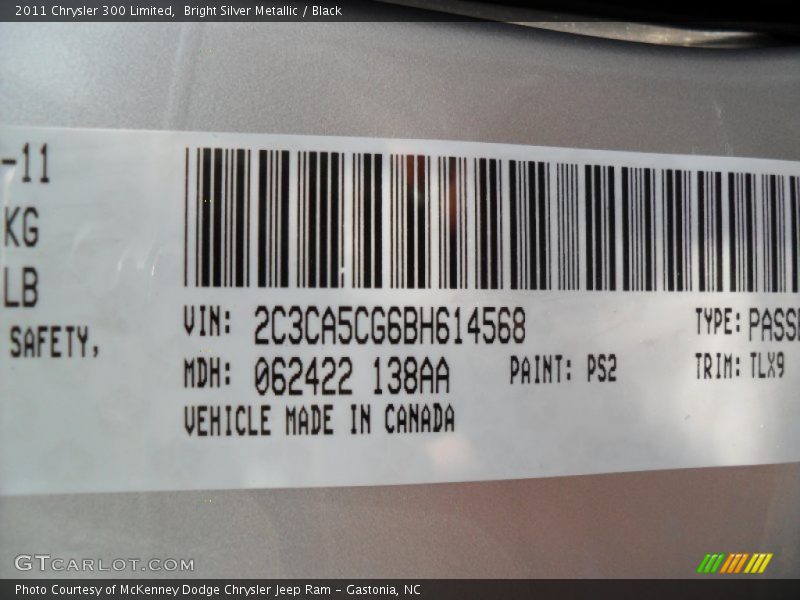 2011 Chrysler 300 Limited, Bright Silver Metallic / Black
-11
KG
LB
SAFETY,
VIN: 2C3CA5CG6BH614568
TYPE: PASSE
MDH: 062422 138AA
PAINT: PS2
TRIM: TLX9
VEHICLE MADE IN CANADA
GTCARLOT.COM
Photo Courtesy of McKenney Dodge Chrysler Jeep Ram - Gastonia, NC